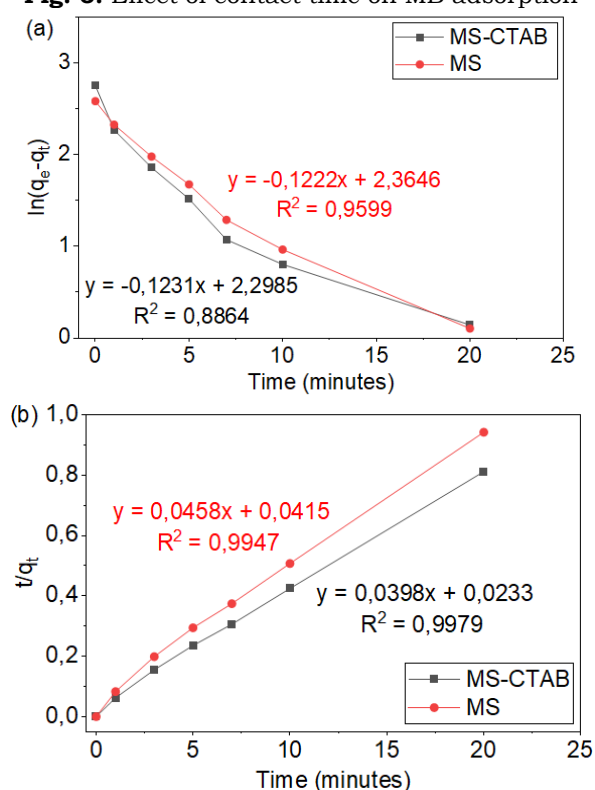 Fig. 8. Effect of contact time on MB adsorption
(a)
MS-CTAB
MS
3
2
1
0
ln(qe-qt)
y = -0,1222x + 2,3646
R² = 0,9599
y = -0,1231x + 2,2985
R² = 0,8864
0 5 10 15 20 25
Time (minutes)
(b)
1,0
0,8
0,6
0,4
0,2
0,0
t/qt
y = 0,0458x + 0,0415
R² = 0,9947
y = 0,0398x + 0,0233
R² = 0,9979
MS-CTAB
MS
0 5 10 15 20 25
Time (minutes)